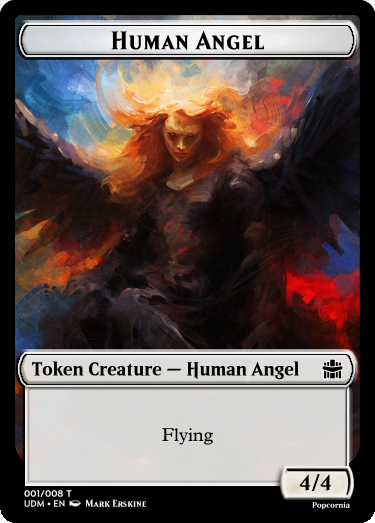 Human Angel
Token Creature — Human Angel
Flying
4/4
001/008 T
UDM • EN Mark Erskine
Popcornia